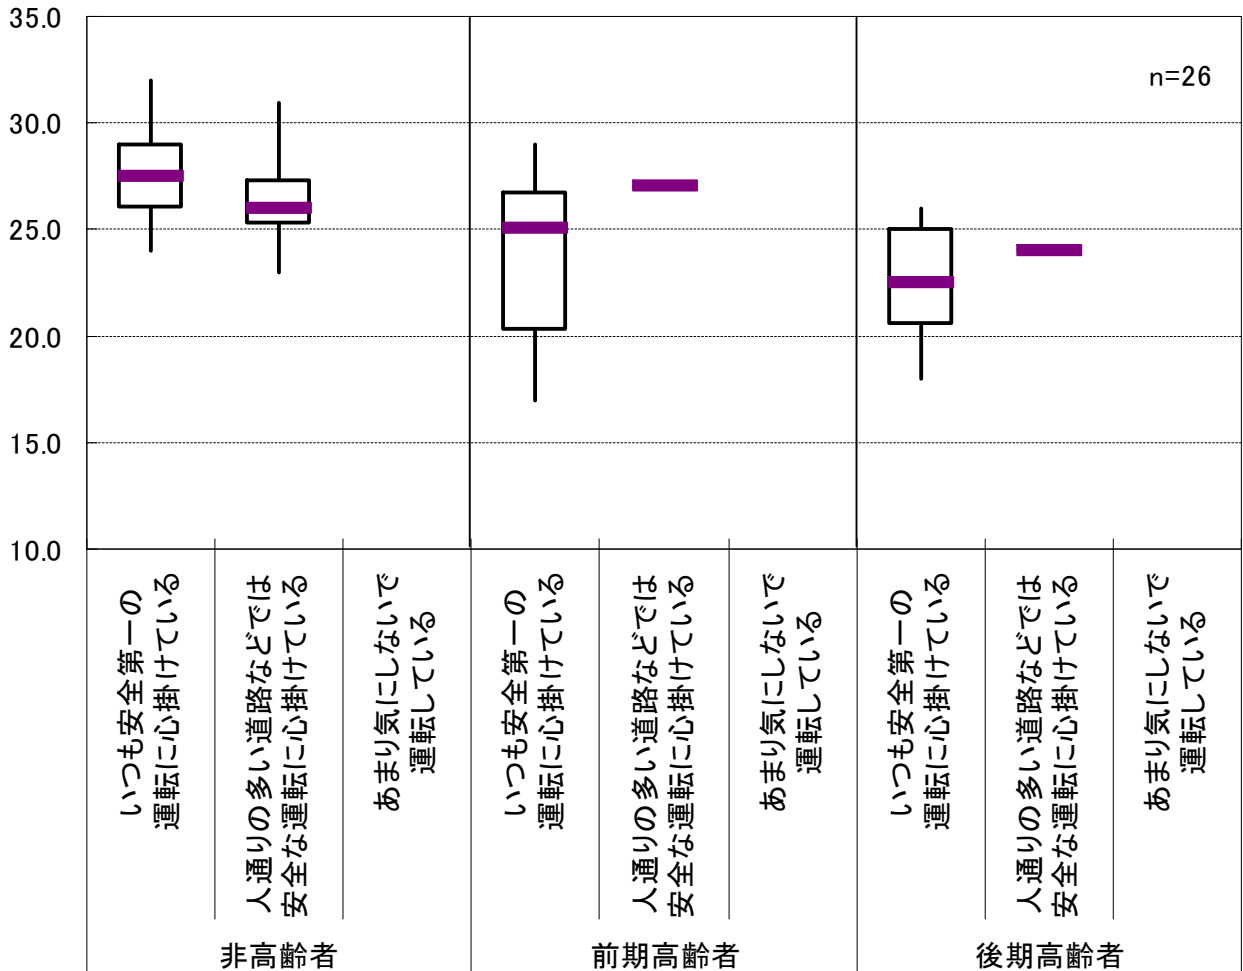 35.0
30.0
25.0
20.0
15.0
10.0
n=26
いつも安全第一の
運転に心掛けている
人通りの多い道路などでは
安全な運転に心掛けている
あまり気にしないで
運転している
いつも安全第一の
運転に心掛けている
人通りの多い道路などでは
安全な運転に心掛けている
あまり気にしないで
運転している
いつも安全第一の
運転に心掛けている
人通りの多い道路などでは
安全な運転に心掛けている
あまり気にしないで
運転している
非高齢者
前期高齢者
後期高齢者